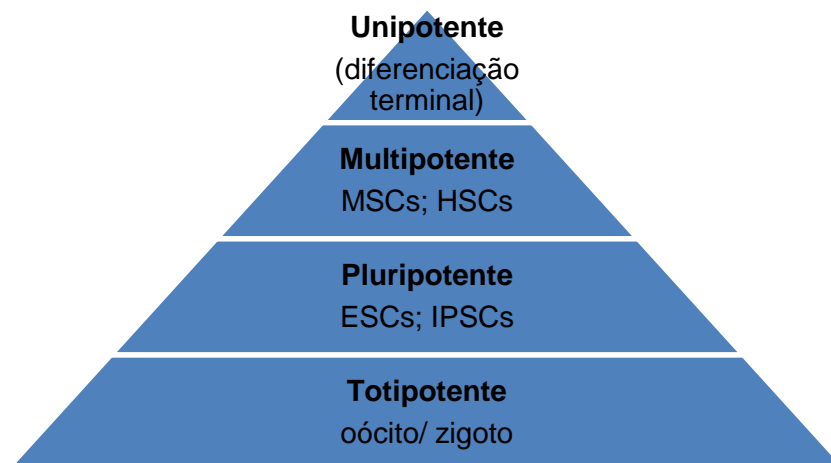 Unipotente
(diferenciação
terminal)
Multipotente
MSCs; HSCs
Pluripotente
ESCs; IPSCs
Totipotente
oócito/ zigoto